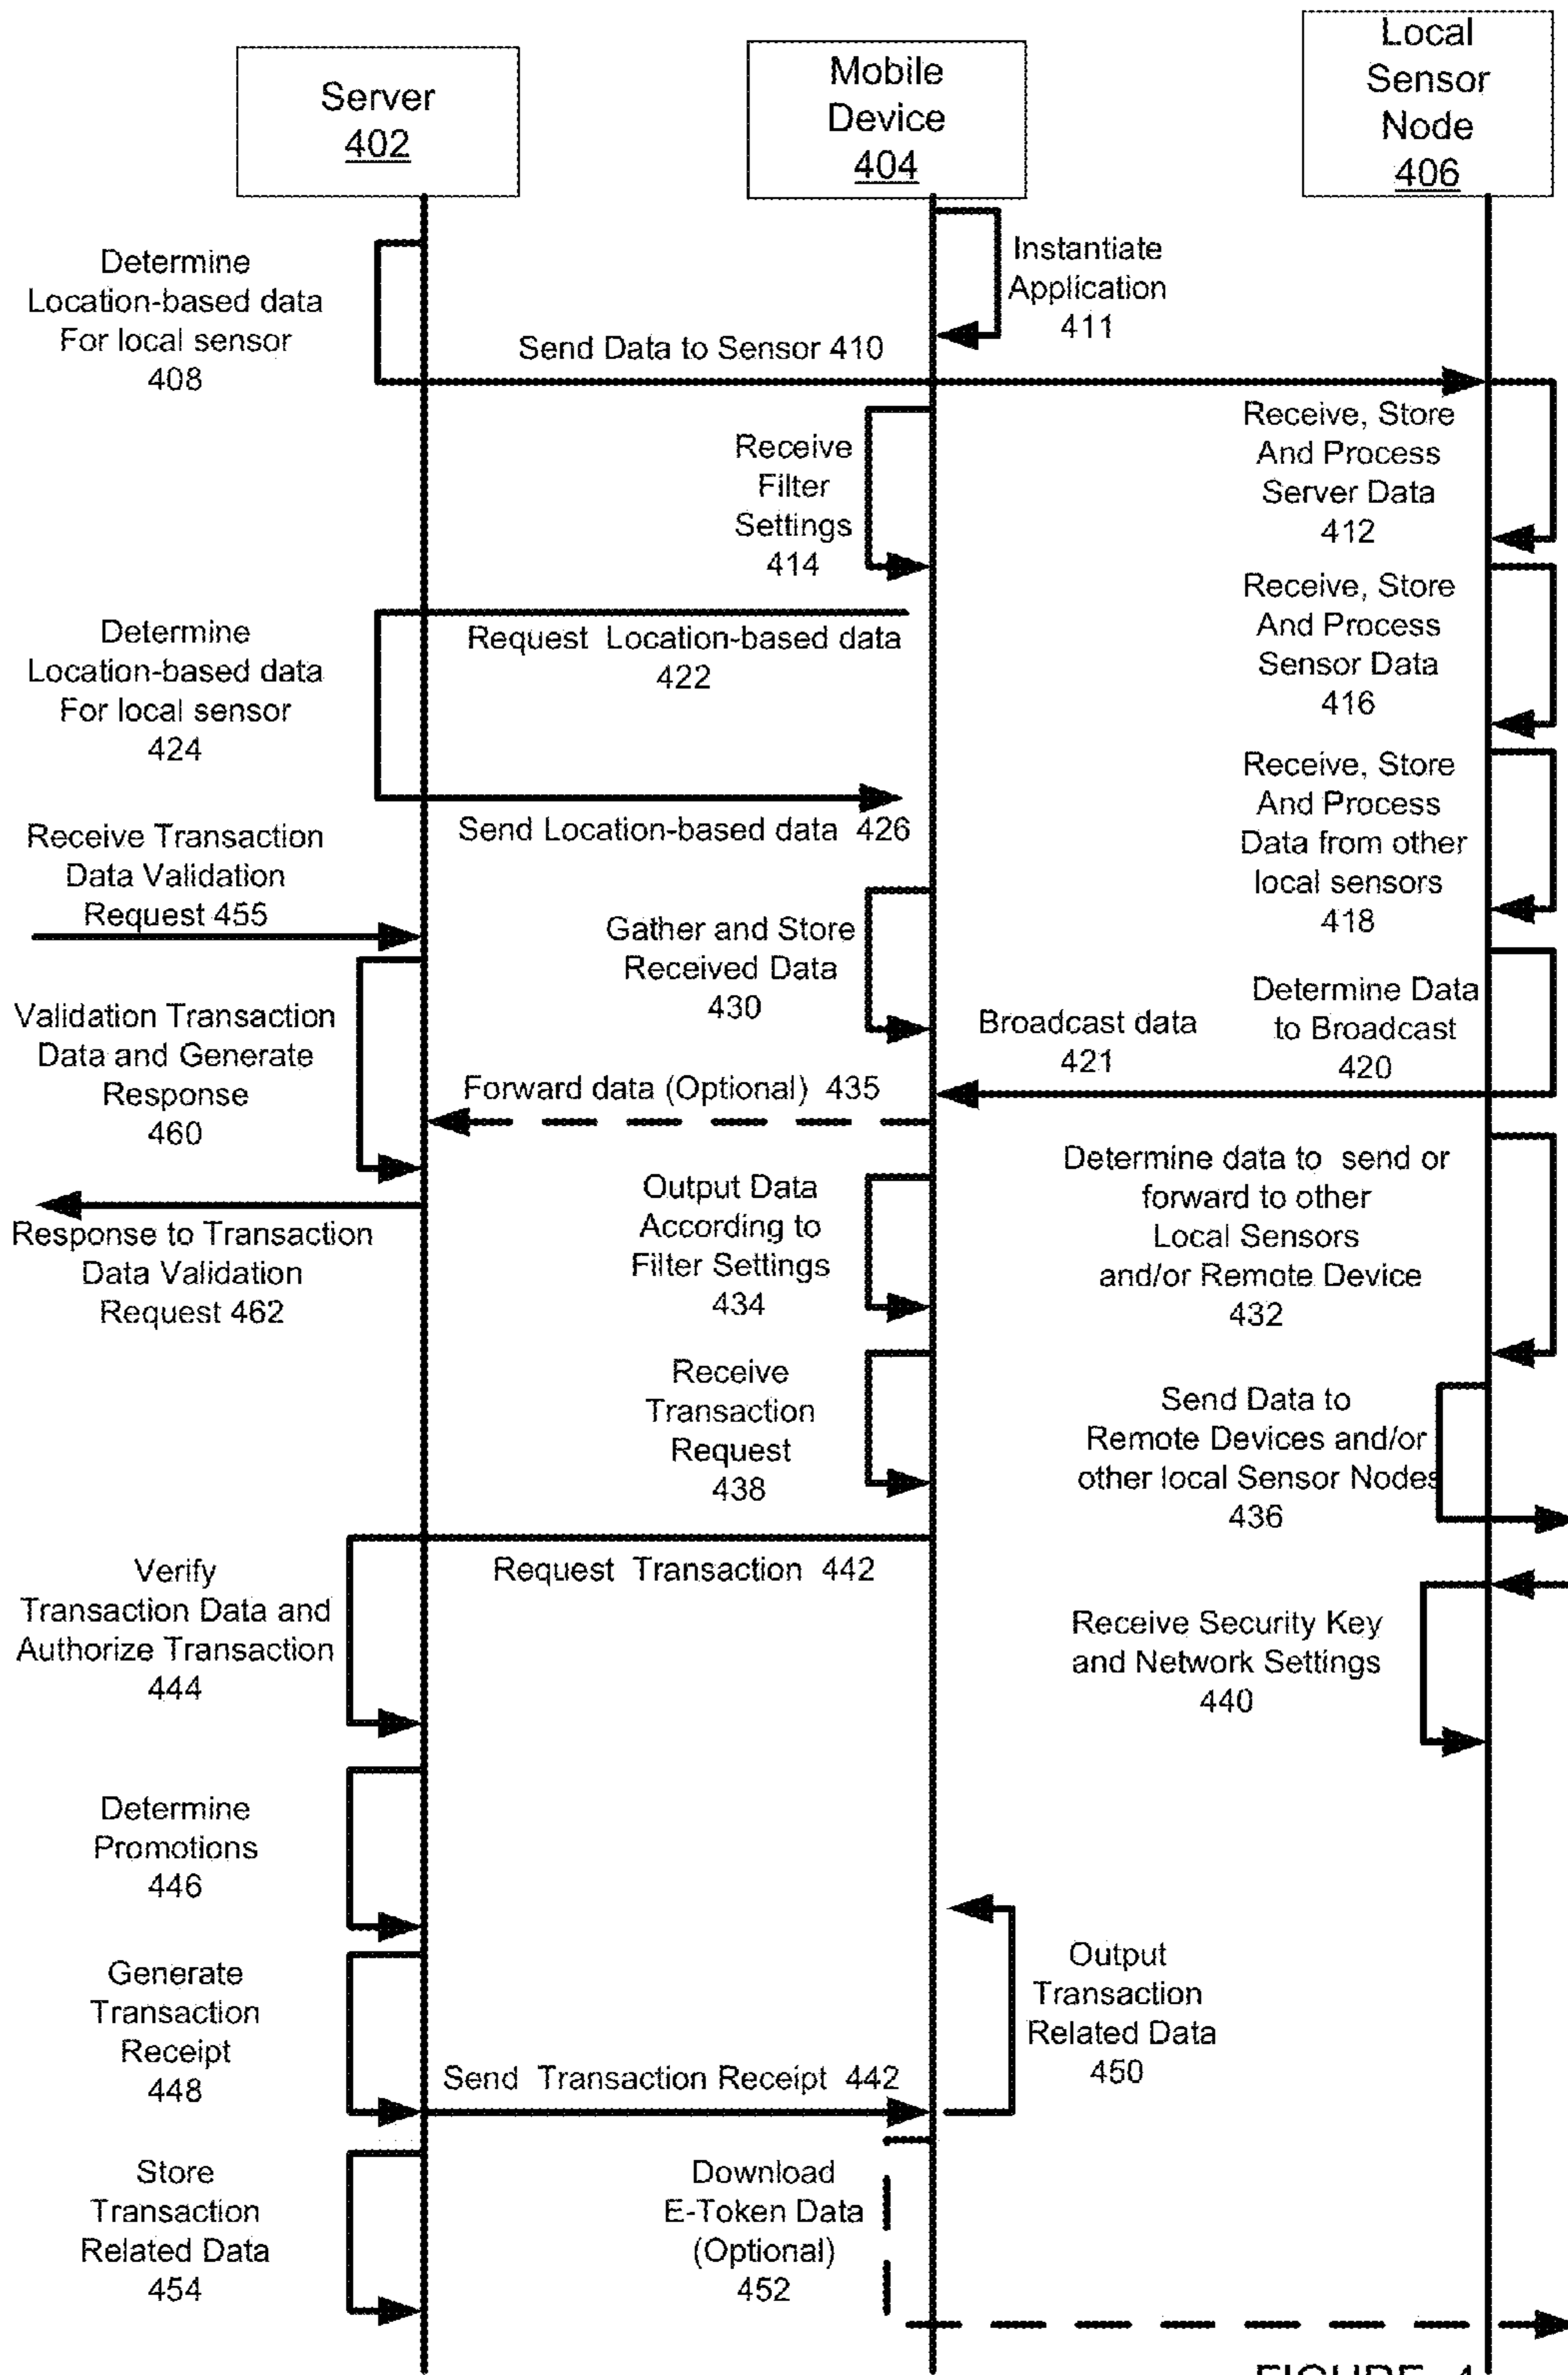 Server
402
Mobile
Device
404
Local
Sensor
Node
406
Determine
Location-based data
For local sensor
408
Instantiate
Application
411
Send Data to Sensor 410
Receive
Filter
Settings
414
Receive, Store
And Process
Server Data
412
Determine
Location-based data
For local sensor
424
Request Location-based data
422
Receive, Store
And Process
Sensor Data
416
Send Location-based data 426
Receive, Store
And Process
Data from other
local sensors
418
Receive Transaction
Data Validation
Request 455
Gather and Store
Received Data
430
Determine Data
to Broadcast
420
Broadcast data
421
Validation Transaction
Data and Generate
Response
460
Forward data (Optional) 435
Output Data
According to
Filter Settings
434
Determine data to send or
forward to other
Local Sensors
and/or Remote Device
432
Response to Transaction
Data Validation
Request 462
Receive
Transaction
Request
438
Send Data to
Remote Devices and/or
other local Sensor Nodes
436
Request Transaction 442
Verify
Transaction Data and
Authorize Transaction
444
Receive Security Key
and Network Settings
440
Determine
Promotions
446
Generate
Transaction
Receipt
448
Output
Transaction
Related Data
450
Send Transaction Receipt 442
Store
Transaction
Related Data
454
Download
E-Token Data
(Optional)
452
FIGURE 4